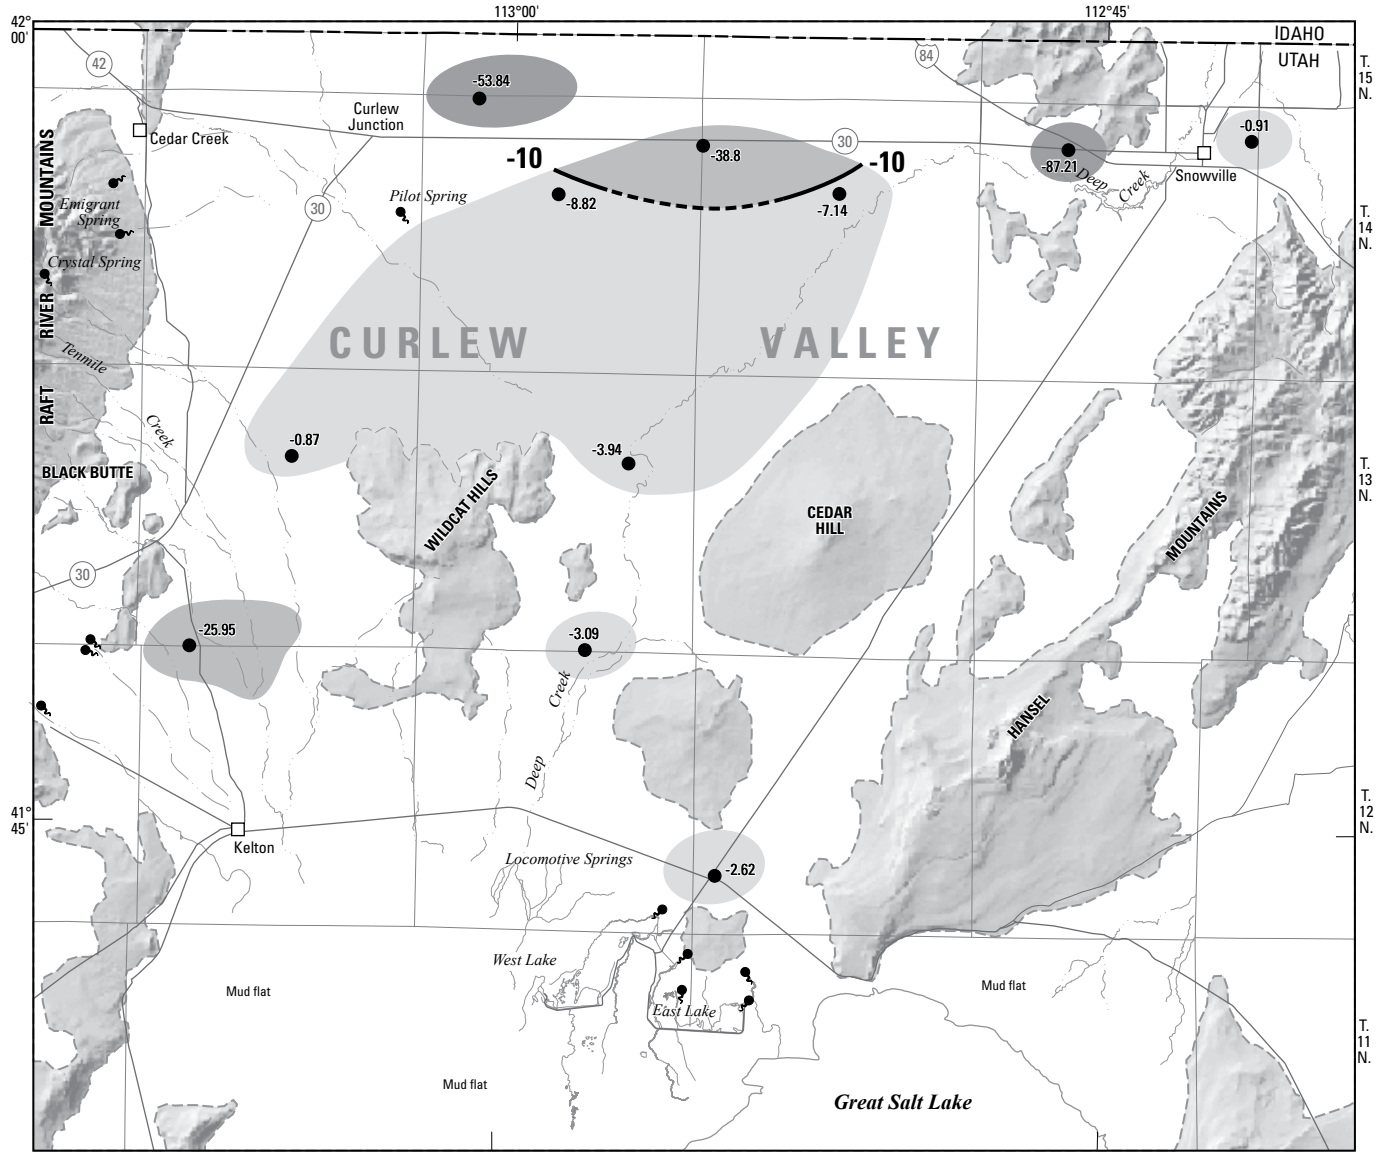 113°00′
112°45′
42°
00′
IDAHO
UTAH
T.
15
N.
42
84
-53.84
Curlew
Junction
Cedar Creek
30
-0.91
-10
-38.8
-10
-87.21
Snowville
Deep
Creek
-8.82
-7.14
Pilot Spring
30
Emigrant
Spring
Crystal Spring
T.
14
N.
RAFT RIVER MOUNTAINS
CURLEW VALLEY
Tenmile
Creek
-0.87
-3.94
BLACK BUTTE
WILDCAT HILLS
CEDAR
HILL
MOUNTAINS
T.
13
N.
30
-25.95
-3.09
Creek
Deep
HANSEL
41°
45′
T.
12
N.
Kelton
Locomotive Springs
-2.62
West Lake
Mud flat
Mud flat
East Lake
T.
11
N.
Mud flat
Great Salt Lake